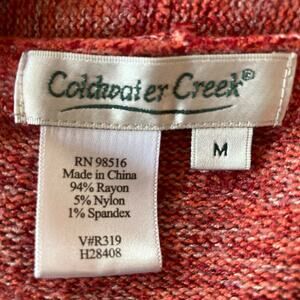 Coldwater Creek®
M
RN 98516
Made in China
94% Rayon
5% Nylon
1% Spandex
V#R319
H28408